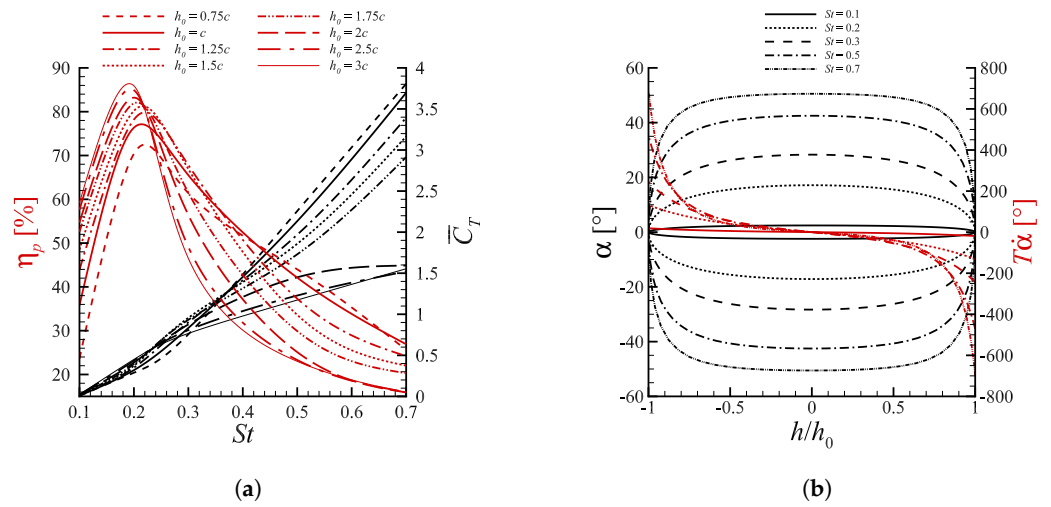 h₀ = 0.75c
h₀ = c
h₀ = 1.25c
h₀ = 1.5c
h₀ = 1.75c
h₀ = 2c
h₀ = 2.5c
h₀ = 3c
90
80
70
60
50
40
30
20
ηₚ [%]
4
3.5
3
2.5
2
1.5
1
0.5
0
C̅_T
0.1 0.2 0.3 0.4 0.5 0.6 0.7
St
(a)
St = 0.1
St = 0.2
St = 0.3
St = 0.5
St = 0.7
60
40
20
0
-20
-40
-60
α [°]
800
600
400
200
0
-200
-400
-600
-800
Tα̇ [°]
-1 -0.5 0 0.5 1
h/h₀
(b)